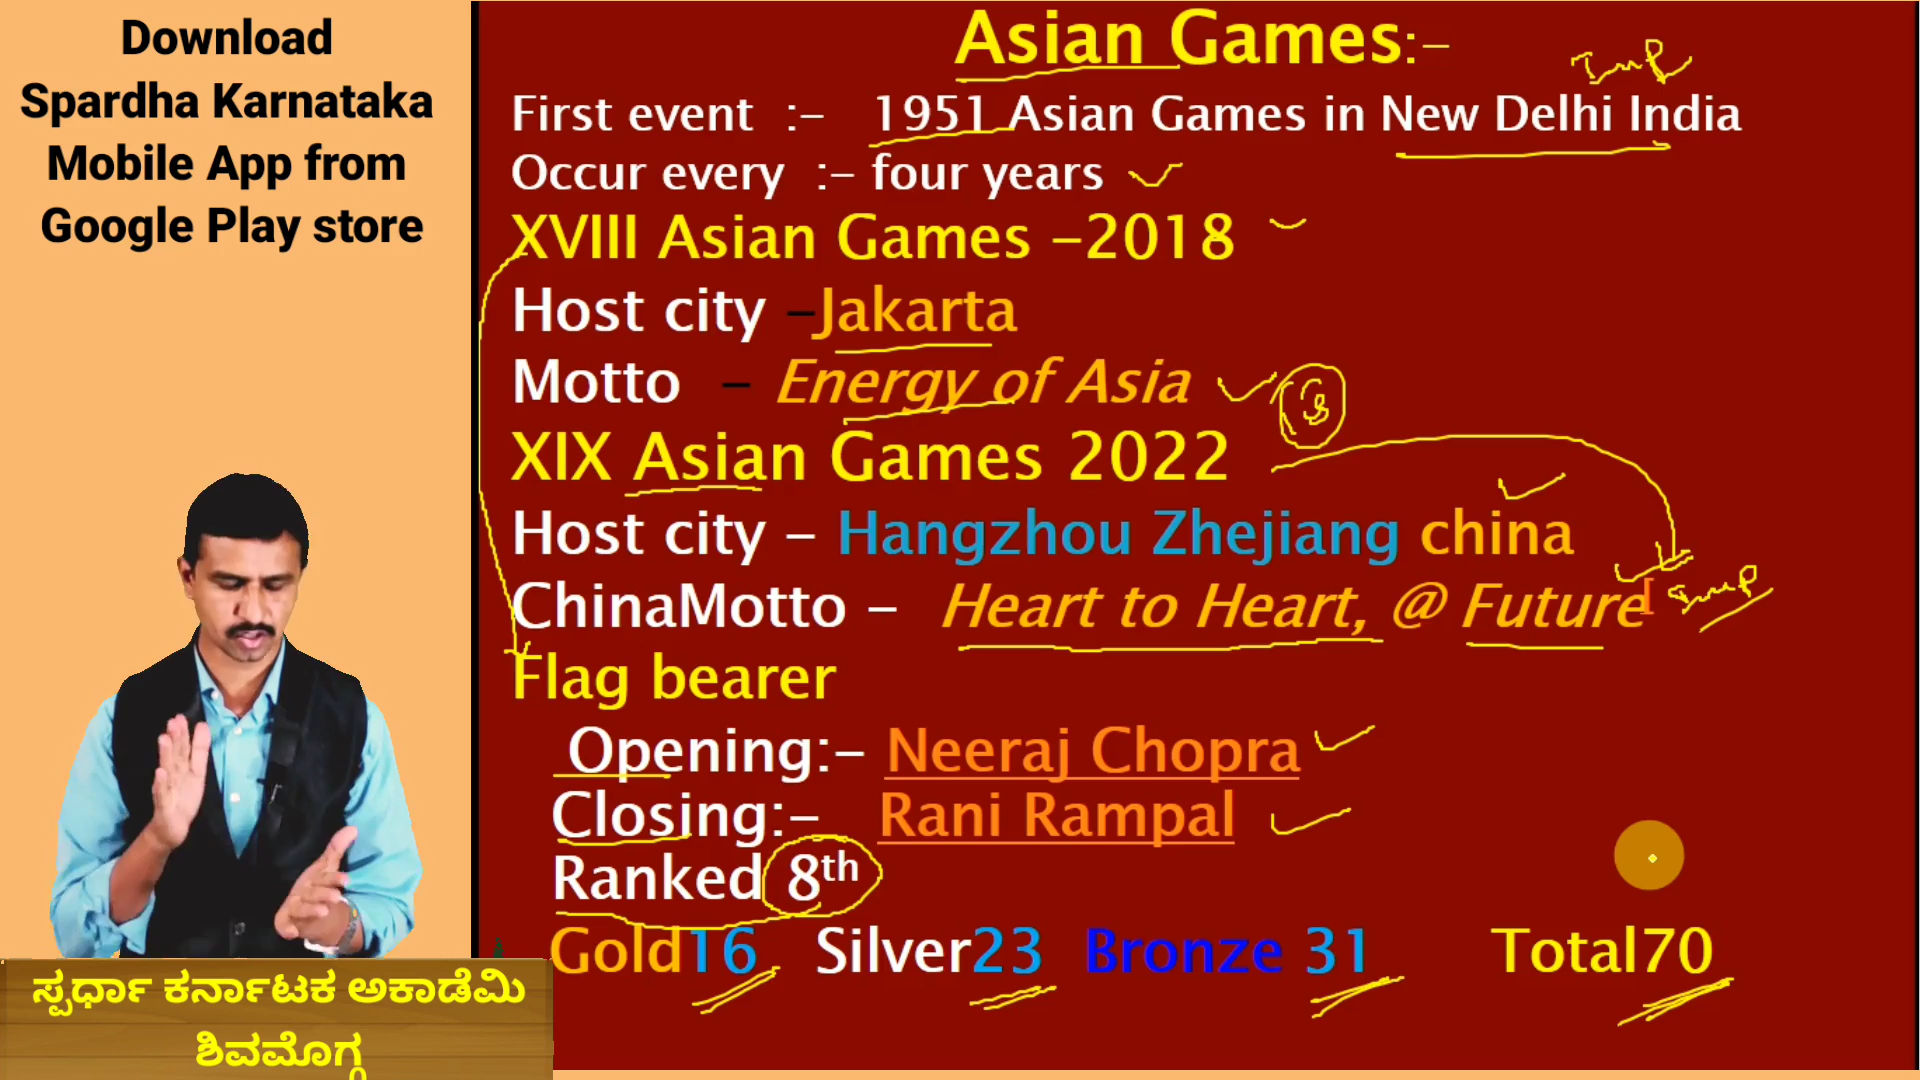 Download
Spardha Karnataka
Mobile App from
Google Play store
Asian Games:-
Imp
First event :- 1951 Asian Games in New Delhi India
Occur every :- four years
XVIII Asian Games -2018
Host city -Jakarta
Motto - Energy of Asia
XIX Asian Games 2022
Host city - Hangzhou Zhejiang china
ChinaMotto - Heart to Heart, @ Future[
Imp
Flag bearer
Opening:- Neeraj Chopra
Closing:- Rani Rampal
Ranked 8th
Gold16 Silver23 Bronze 31 Total70
ಸ್ಪರ್ಧಾ ಕರ್ನಾಟಕ ಅಕಾಡೆಮಿ
ಶಿವಮೊಗ್ಗ